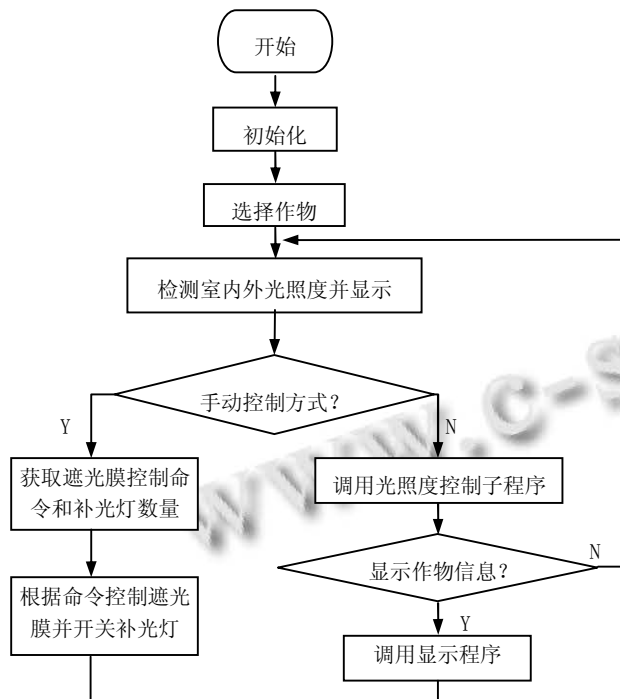 开始
初始化
选择作物
检测室内外光照度并显示
手动控制方式?
Y
N
获取遮光膜控制命
令和补光灯数量
调用光照度控制子程序
根据命令控制遮光
膜并开关补光灯
显示作物信息?
N
Y
调用显示程序
www.c-s